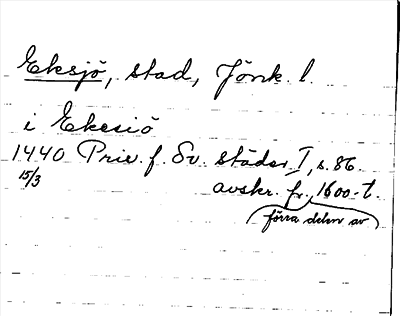 Eksjö, stad, Jönk. l.
i Ekesiö
1440 Priv. f. Sv. städer I, s. 86.
15/3 avskr. fr. 1600-t.
förra delen av